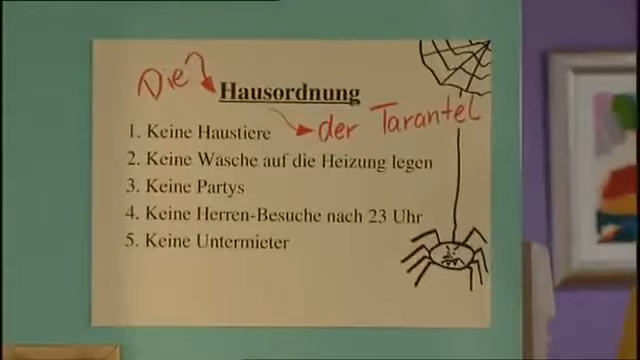 Die
Hausordnung
der Tarantel
1. Keine Haustiere
2. Keine Wäsche auf die Heizung legen
3. Keine Partys
4. Keine Herren-Besuche nach 23 Uhr
5. Keine Untermieter